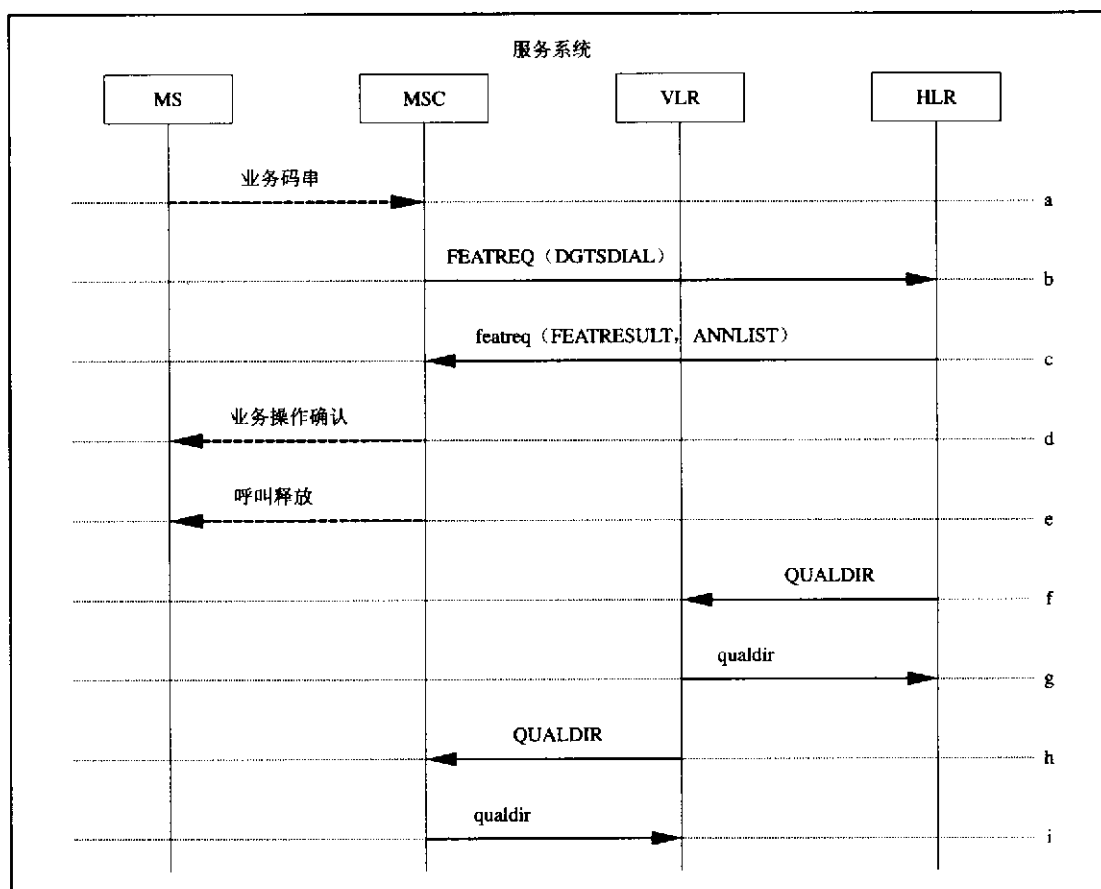 服务系统
MS MSC VLR HLR
业务码串
a
FEATREQ（DGTSDIAL）
b
featreq（FEATRESULT，ANNLIST）
c
业务操作确认
d
呼叫释放
e
QUALDIR
f
qualdir
g
QUALDIR
h
qualdir
i